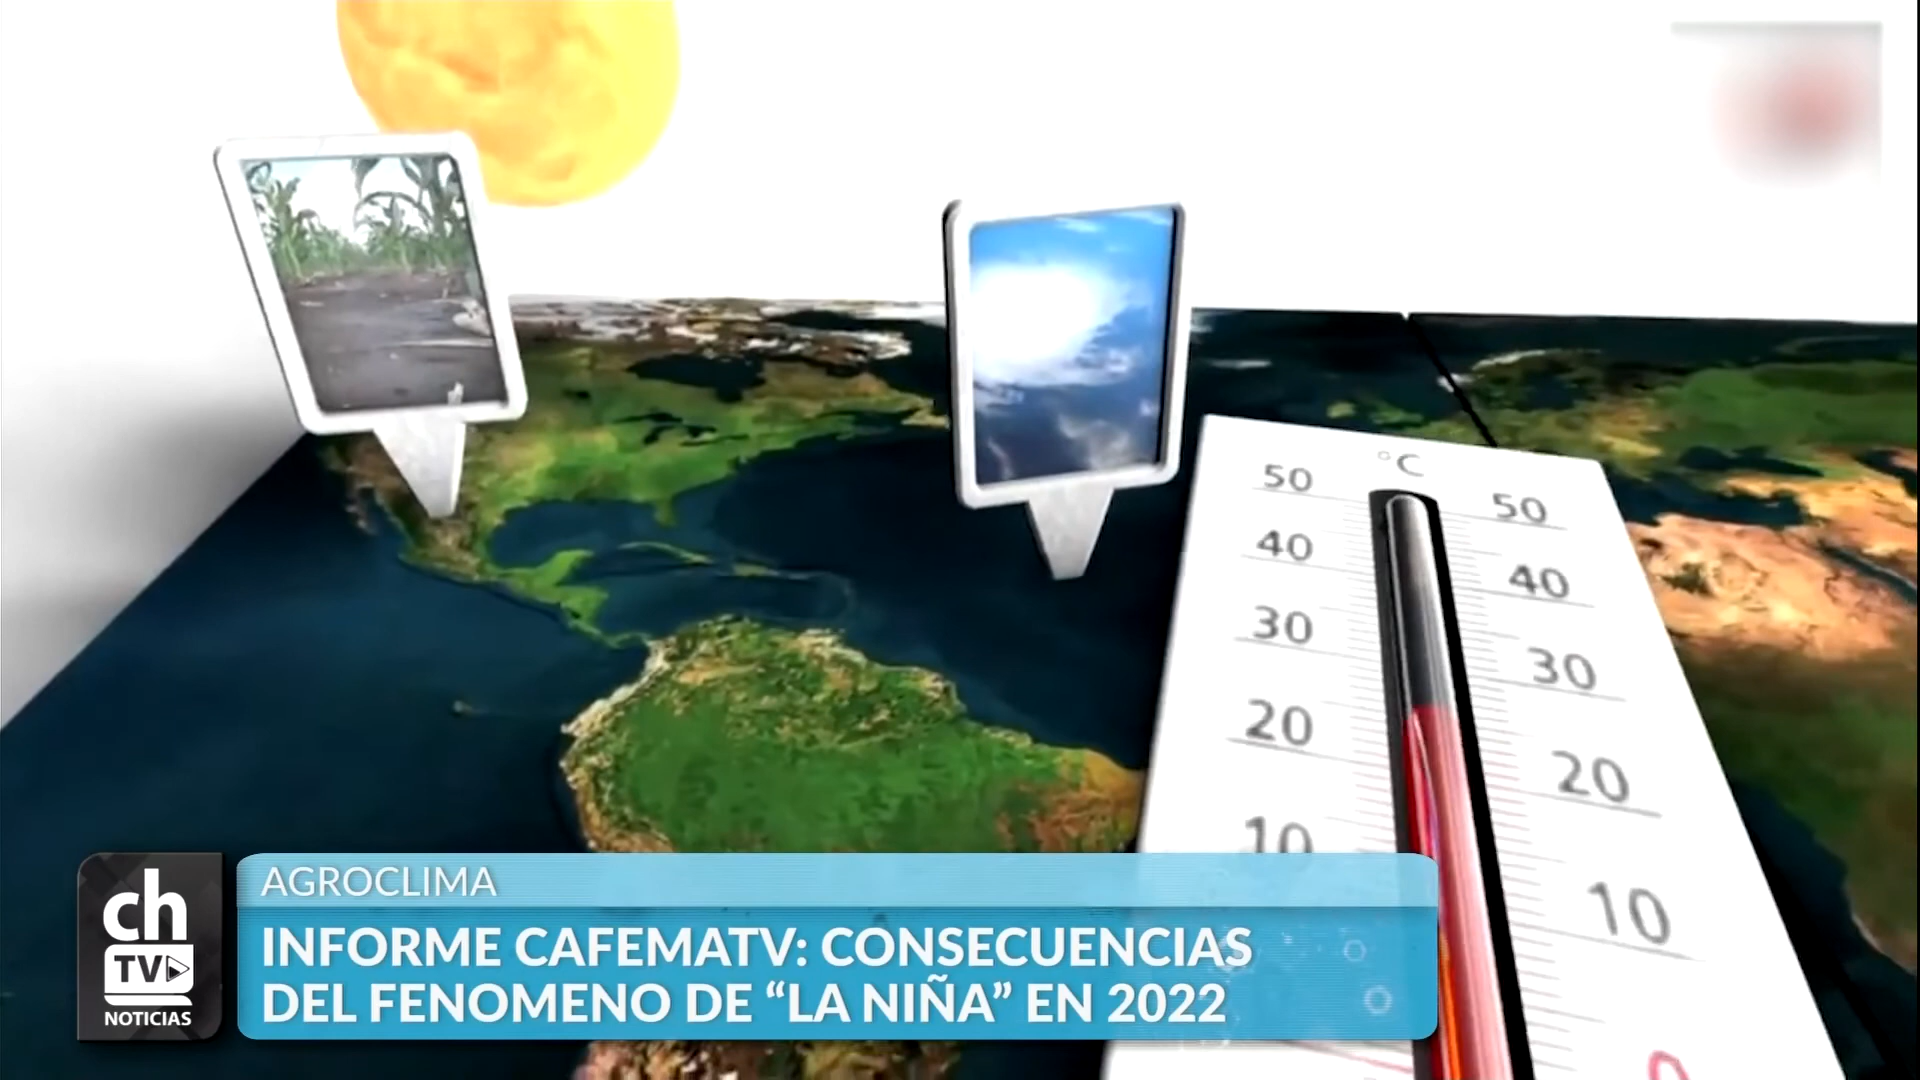 °C
50
50
40
40
30
30
20
20
10
10
0
ch
TV
NOTICIAS
AGROCLIMA
INFORME CAFEMATV: CONSECUENCIAS
DEL FENOMENO DE “LA NIÑA” EN 2022